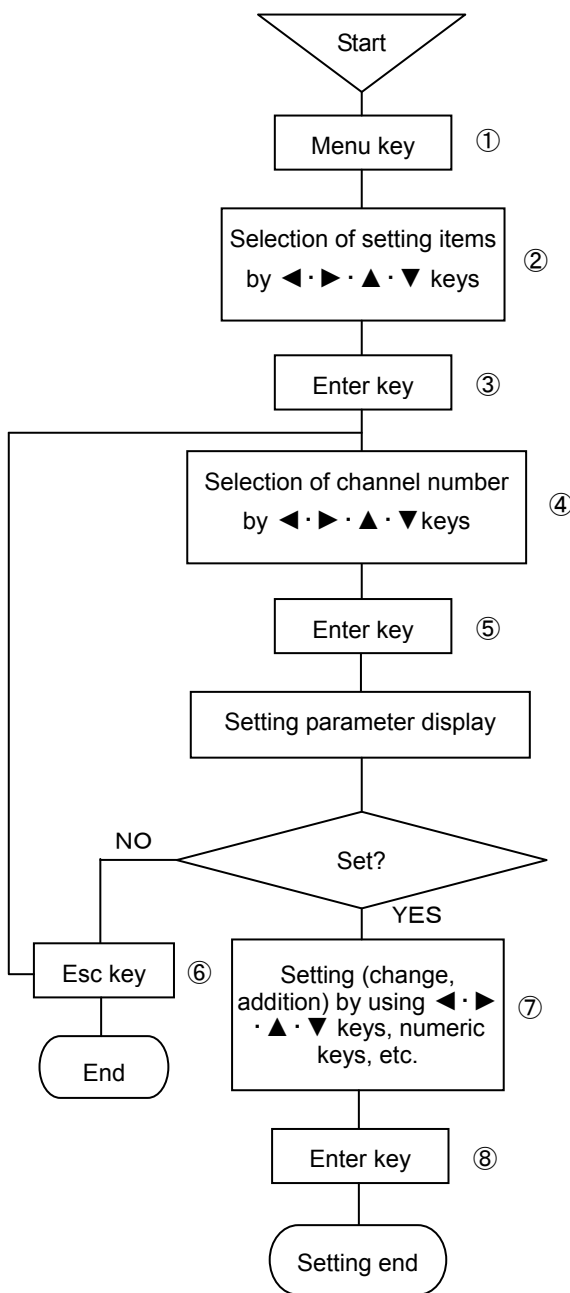 Start
Menu key
①
Selection of setting items
by ◀・▶・▲・▼ keys
②
Enter key
③
Selection of channel number
by ◀・▶・▲・▼keys
④
Enter key
⑤
Setting parameter display
Set?
NO
YES
Esc key
⑥
End
Setting (change,
addition) by using ◀・▶
・▲・▼ keys, numeric
keys, etc.
⑦
Enter key
⑧
Setting end